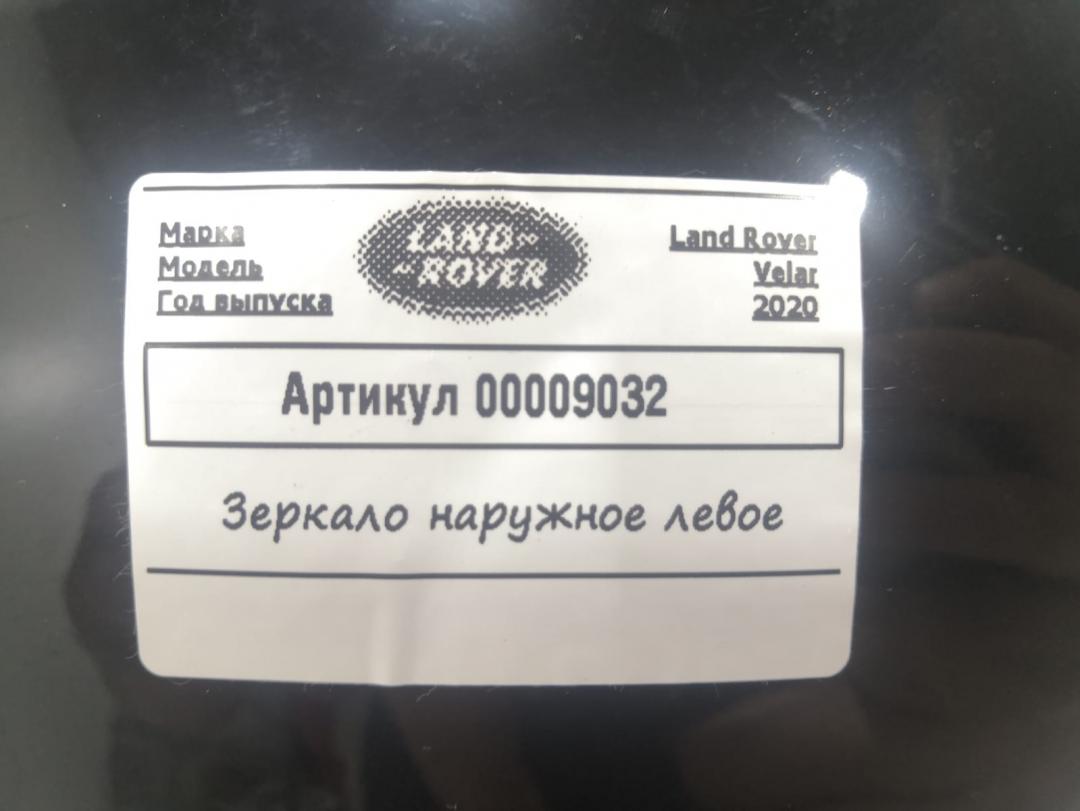 Марка LAND- Land Rover
Модель -ROVER Velar
Год выпуска 2020
Артикул 00009032
Зеркало наружное левое